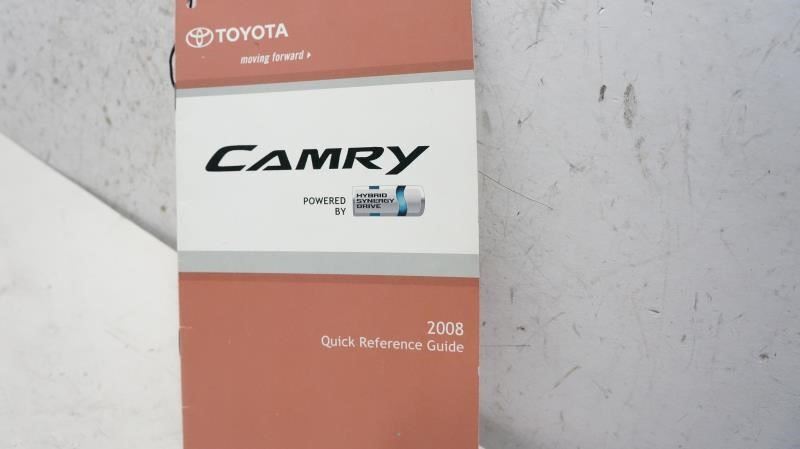 TOYOTA
moving forward
CAMRY
POWERED
BY
HYBRID
SYNERGY
DRIVE
2008
Quick Reference Guide